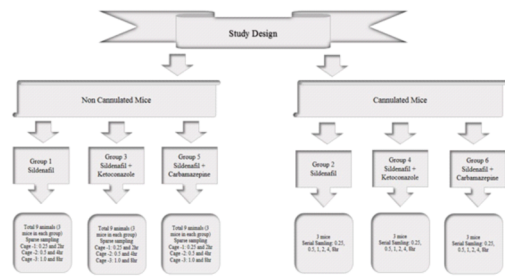 Study Design
Non Cannulated Mice
Cannulated Mice
Group 1
Sildenafil
Group 3
Sildenafil +
Ketoconazole
Group 5
Sildenafil +
Carbamazepine
Group 2
Sildenafil
Group 4
Sildenafil +
Ketoconazole
Group 6
Sildenafil +
Carbamazepine
Total 9 animals (3
mice in each group)
Sparse sampling
Cage -1: 0.25 and 2hr
Cage -2: 0.5 and 4hr
Cage -3: 1.0 and 8hr
Total 9 animals (3
mice in each group)
Sparse sampling
Cage -1: 0.25 and 2hr
Cage -2: 0.5 and 4hr
Cage -3: 1.0 and 8hr
Total 9 animals (3
mice in each group)
Sparse sampling
Cage -1: 0.25 and 2hr
Cage -2: 0.5 and 4hr
Cage -3: 1.0 and 8hr
3 mice
Serial Samling: 0.25,
0.5, 1, 2, 4, 8hr
3 mice
Serial Samling: 0.25,
0.5, 1, 2, 4, 8hr
3 mice
Serial Samling: 0.25,
0.5, 1, 2, 4, 8hr